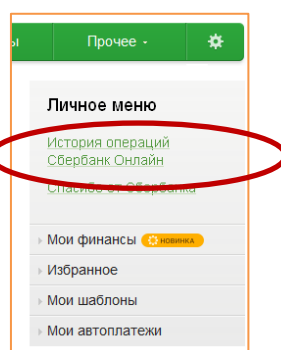 ы
Прочее
Личное меню
История операций
Сбербанк Онлайн
Спасибо от Сбербанка
Мои финансы НОВИНКА
Избранное
Мои шаблоны
Мои автоплатежи